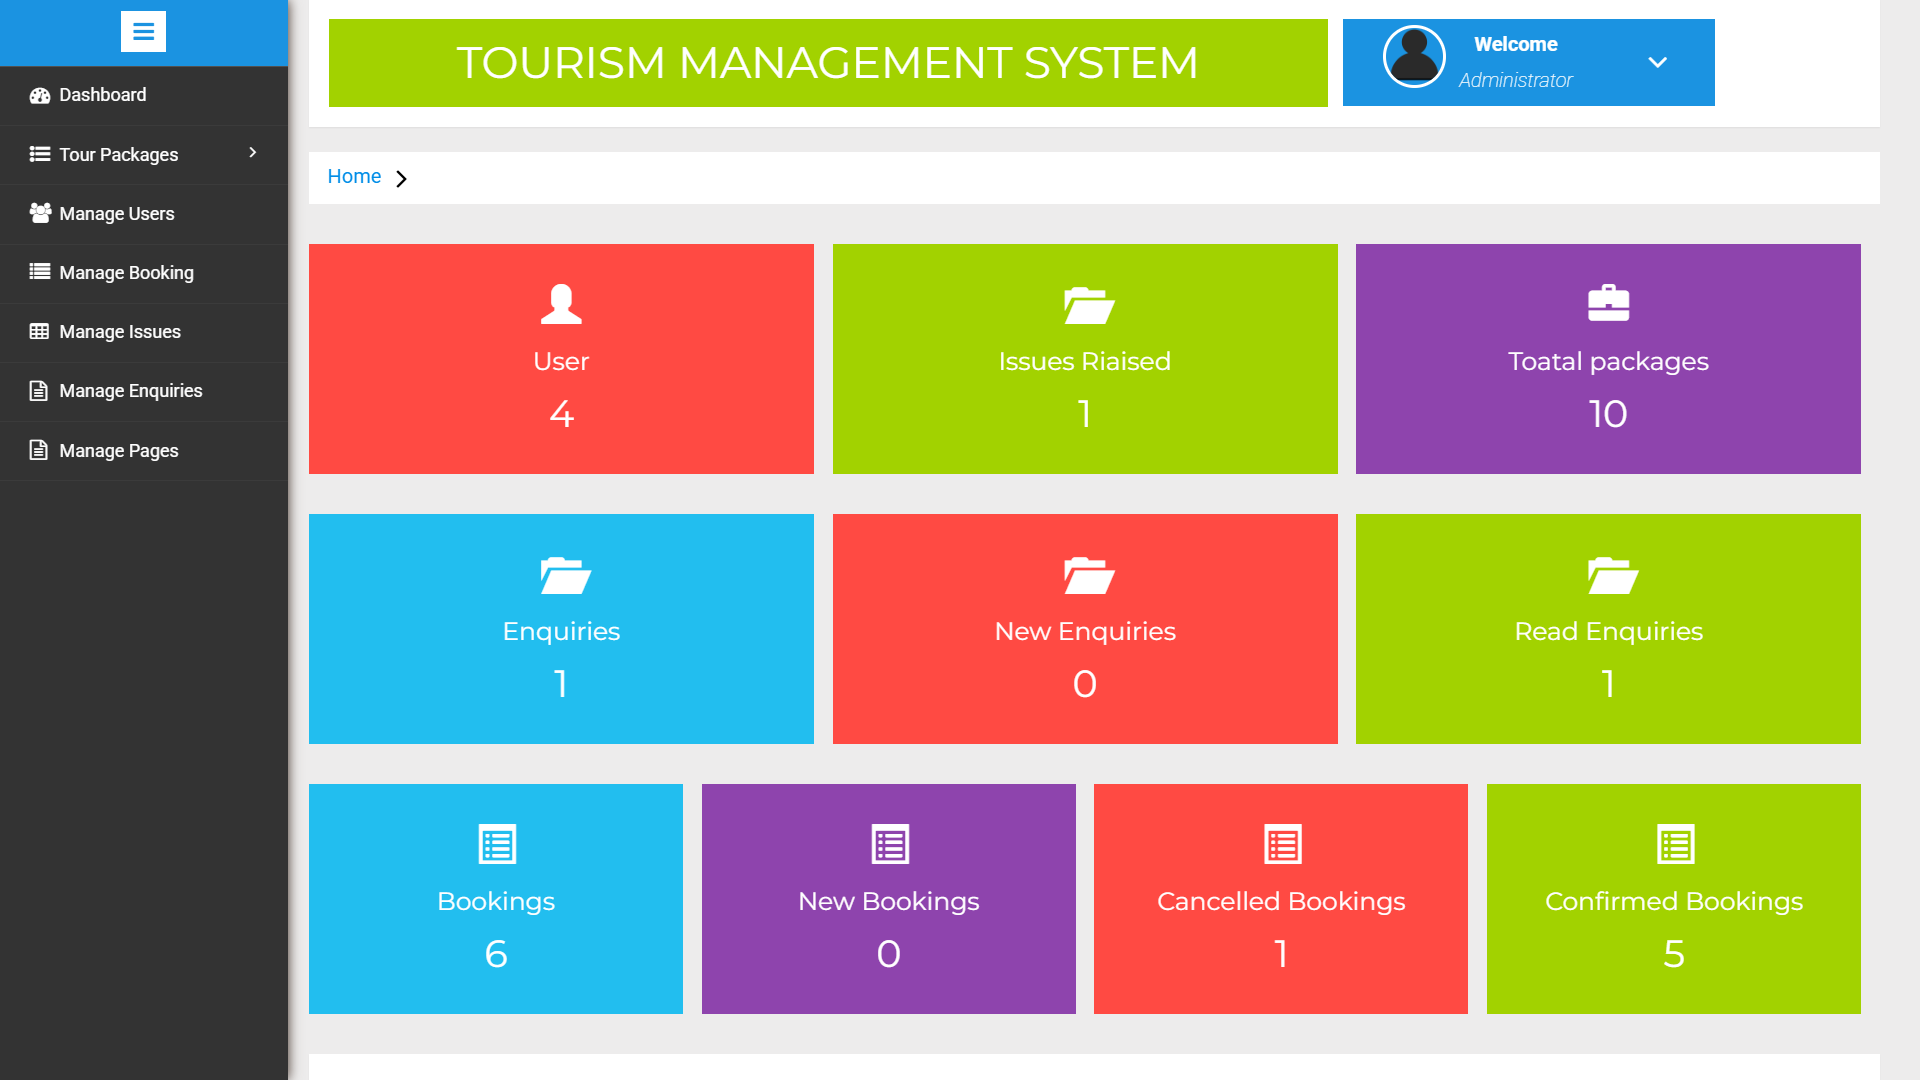 TOURISM MANAGEMENT SYSTEM
Welcome
Administrator
Dashboard
Tour Packages
Manage Users
Manage Booking
Manage Issues
Manage Enquiries
Manage Pages
Home
User
4
Issues Riaised
1
Toatal packages
10
Enquiries
1
New Enquiries
0
Read Enquiries
1
Bookings
6
New Bookings
0
Cancelled Bookings
1
Confirmed Bookings
5